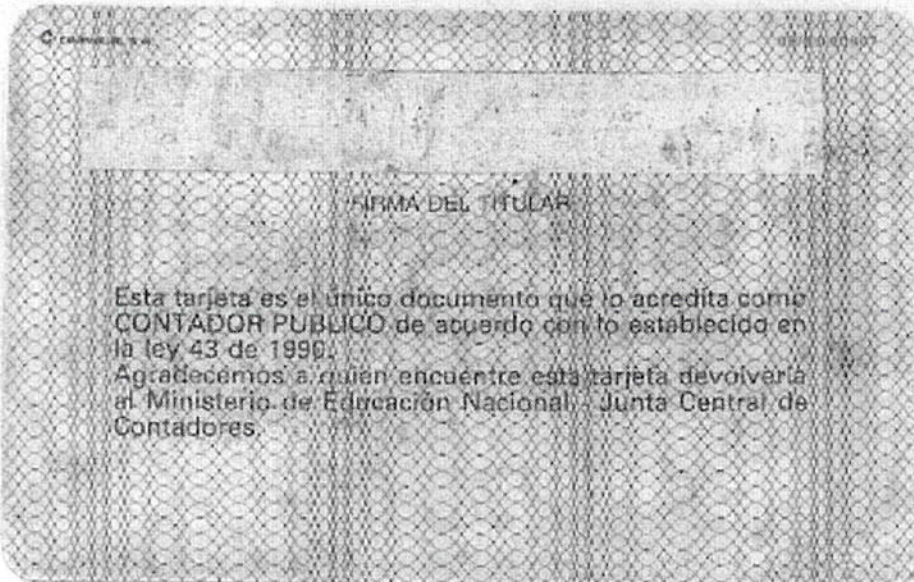 FIRMA DEL TITULAR
Esta tarjeta es el único documento que lo acredita como
CONTADOR PUBLICO de acuerdo con lo establecido en
la ley 43 de 1990.
Agradecemos a quien encuentre esta tarjeta devolverla
al Ministerio de Educación Nacional - Junta Central de
Contadores.